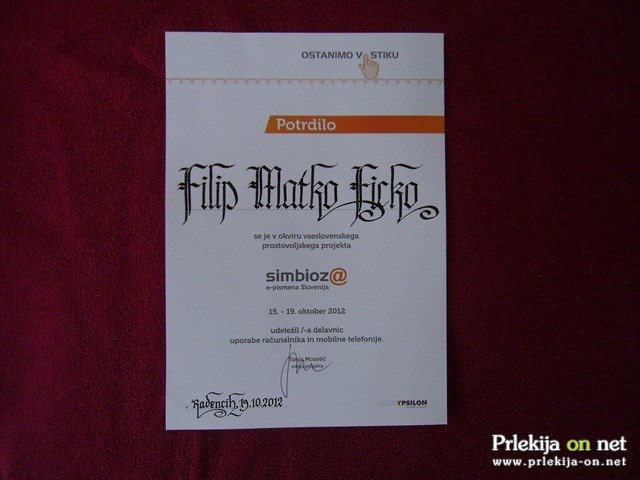 OSTANIMO V STIKU
Potrdilo
Filip Matko Ficko
se je v okviru vseslovenskega
prostovoljskega projekta
simbioz@
e-pismena Slovenija
15. - 19. oktober 2012
udeležil /-a delavnic
uporabe računalnika in mobilne telefonije.
Tanja Mozetič
Radencih, 19.10.2012
YPSILON
Prlekija on net
www.prlekija-on.net